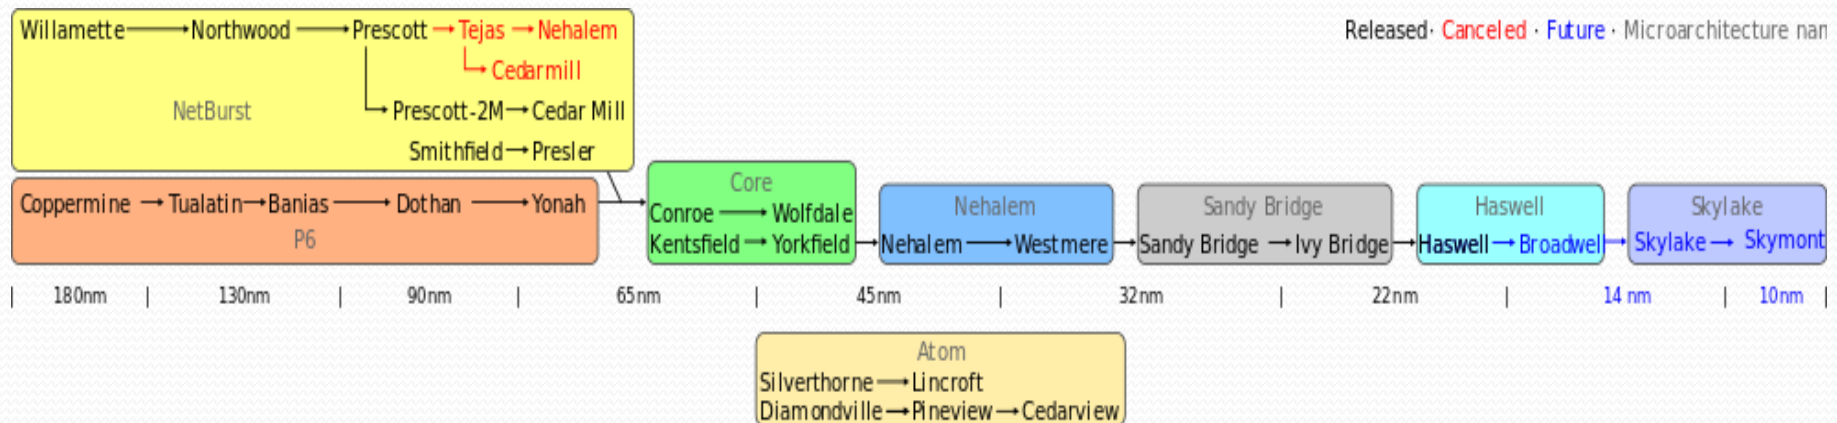 Willamette Northwood Prescott Tejas Nehalem
Released · Canceled · Future · Microarchitecture nam
Cedarmill
NetBurst Prescott-2M Cedar Mill
Smithfield Presler
Coppermine Tualatin Banias Dothan Yonah
P6
Core
Conroe Wolfdale
Kentsfield Yorkfield
Nehalem
Nehalem Westmere
Sandy Bridge
Sandy Bridge Ivy Bridge
Haswell
Haswell Broadwell
Skylake
Skylake Skymont
180nm 130nm 90nm 65nm 45nm 32nm 22nm 14 nm 10nm
Atom
Silverthorne Lincroft
Diamondville Pineview Cedarview